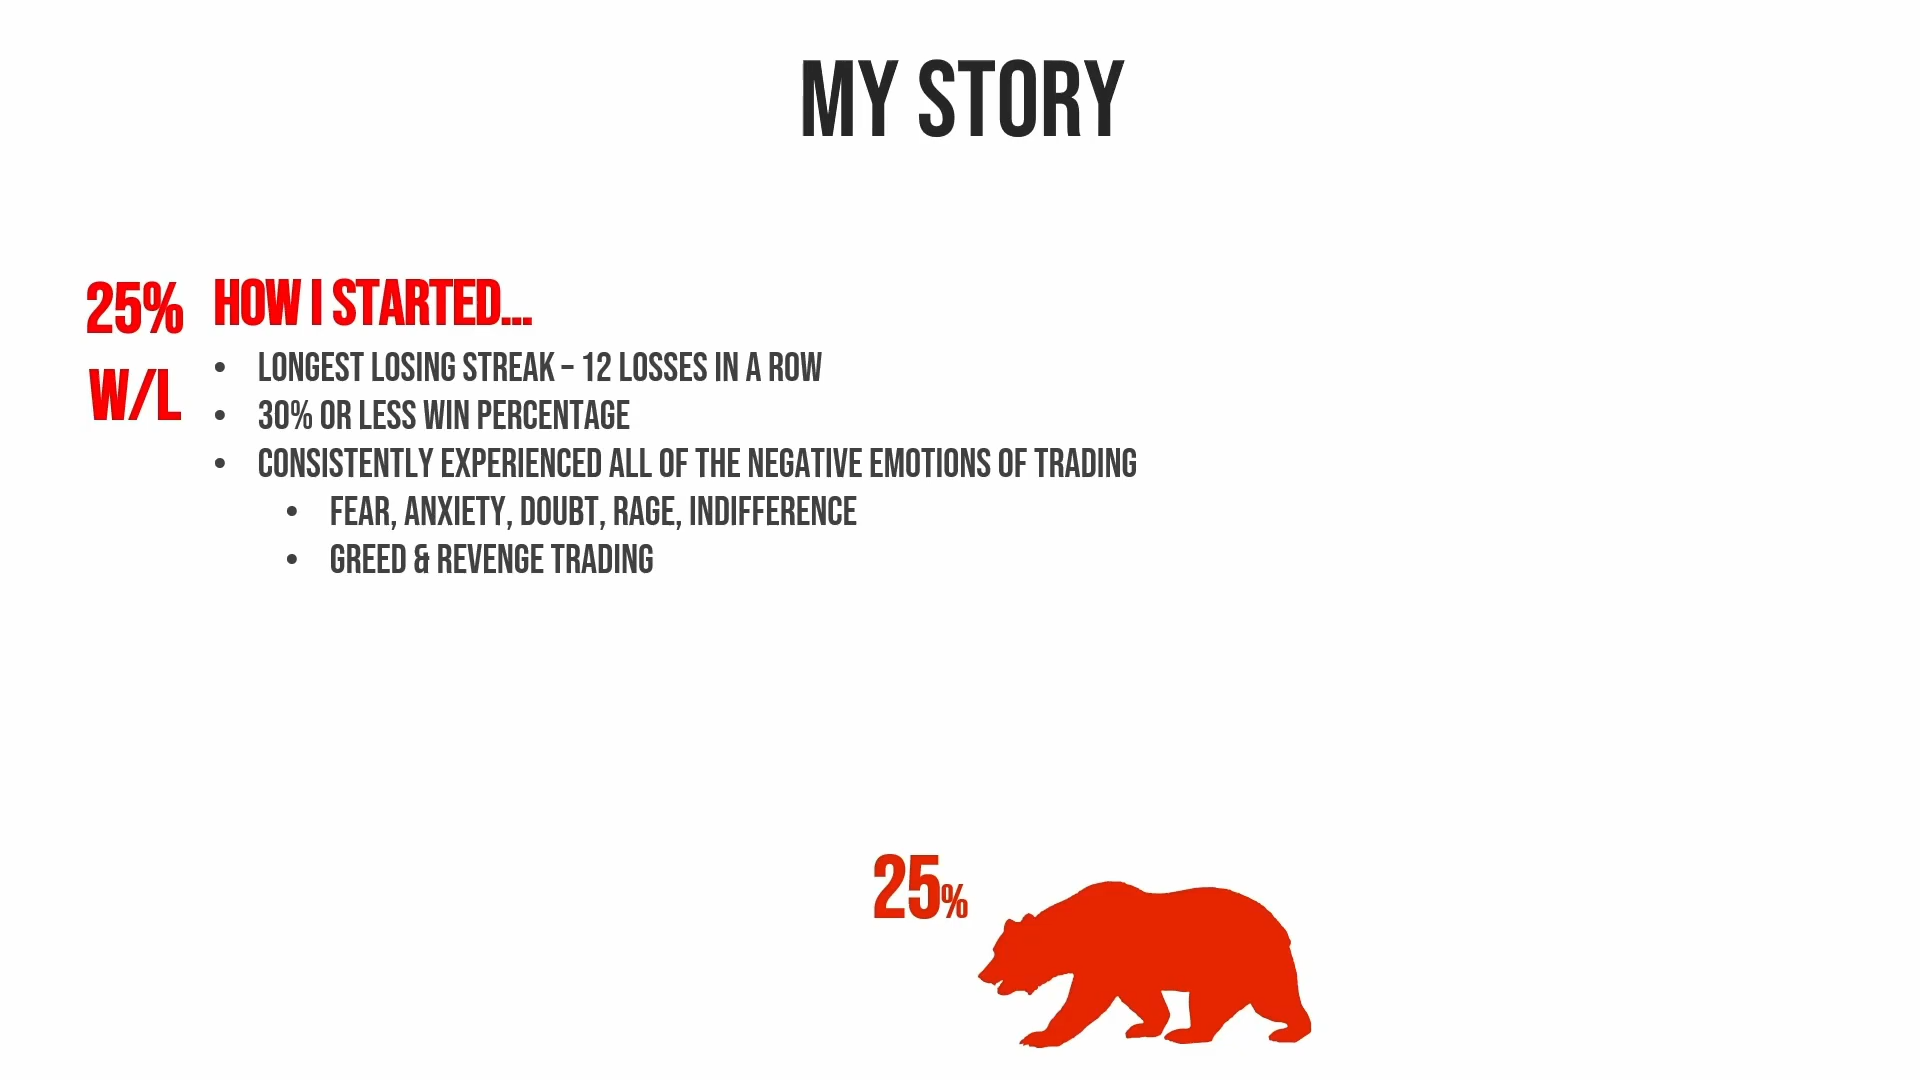 MY STORY
25%
W/L
HOW I STARTED...
• LONGEST LOSING STREAK – 12 LOSSES IN A ROW
• 30% OR LESS WIN PERCENTAGE
• CONSISTENTLY EXPERIENCED ALL OF THE NEGATIVE EMOTIONS OF TRADING
• FEAR, ANXIETY, DOUBT, RAGE, INDIFFERENCE
• GREED & REVENGE TRADING
25%